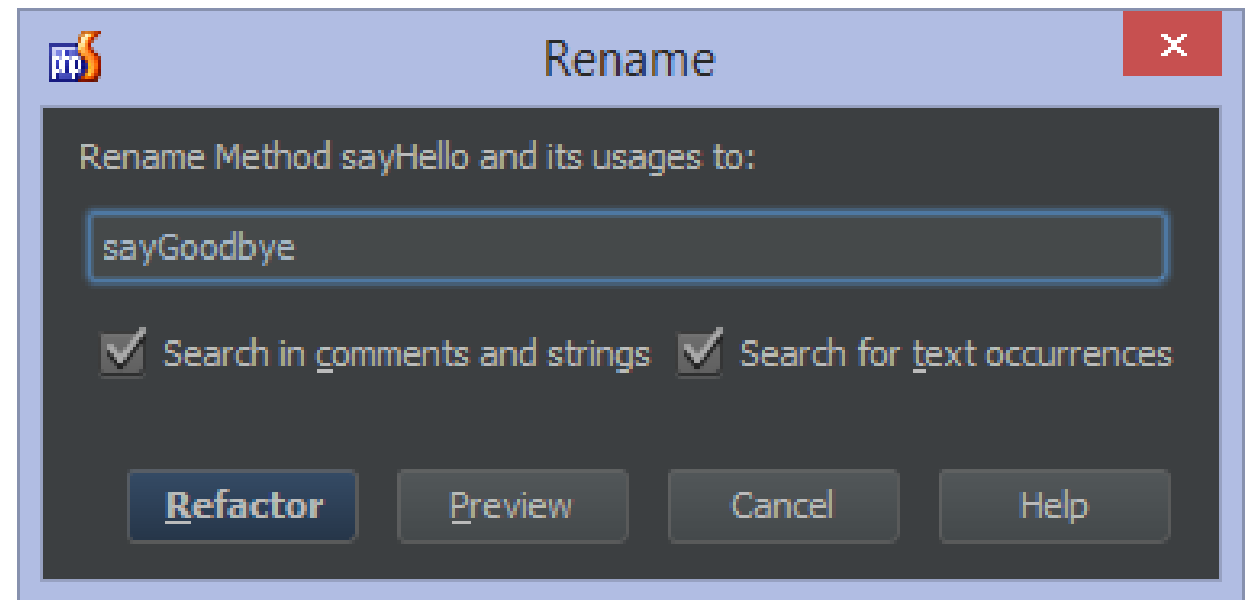 php
Rename
Rename Method sayHello and its usages to:
sayGoodbye
Search in comments and strings Search for text occurrences
Refactor Preview Cancel Help